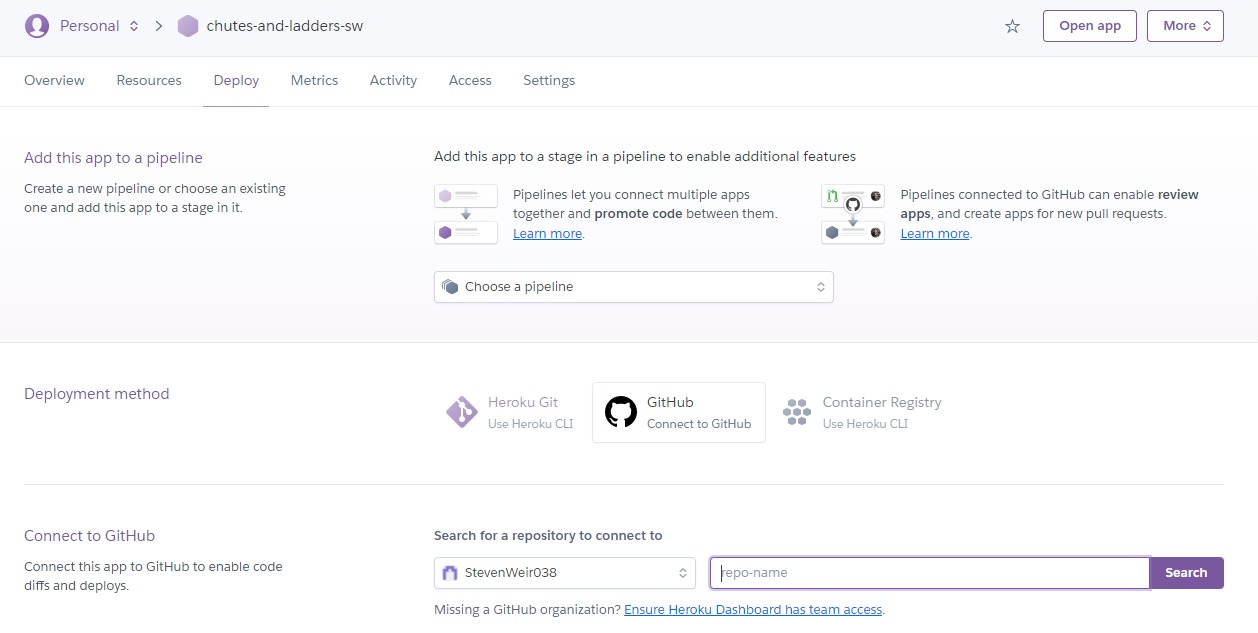 Personal chutes-and-ladders-sw Open app More
Overview Resources Deploy Metrics Activity Access Settings
Add this app to a pipeline
Create a new pipeline or choose an existing
one and add this app to a stage in it.
Add this app to a stage in a pipeline to enable additional features
Pipelines let you connect multiple apps
together and promote code between them.
Learn more.
Pipelines connected to GitHub can enable review
apps, and create apps for new pull requests.
Learn more.
Choose a pipeline
Deployment method
Heroku Git
Use Heroku CLI
GitHub
Connect to GitHub
Container Registry
Use Heroku CLI
Connect to GitHub
Connect this app to GitHub to enable code
diffs and deploys.
Search for a repository to connect to
StevenWeir038 repo-name Search
Missing a GitHub organization? Ensure Heroku Dashboard has team access.